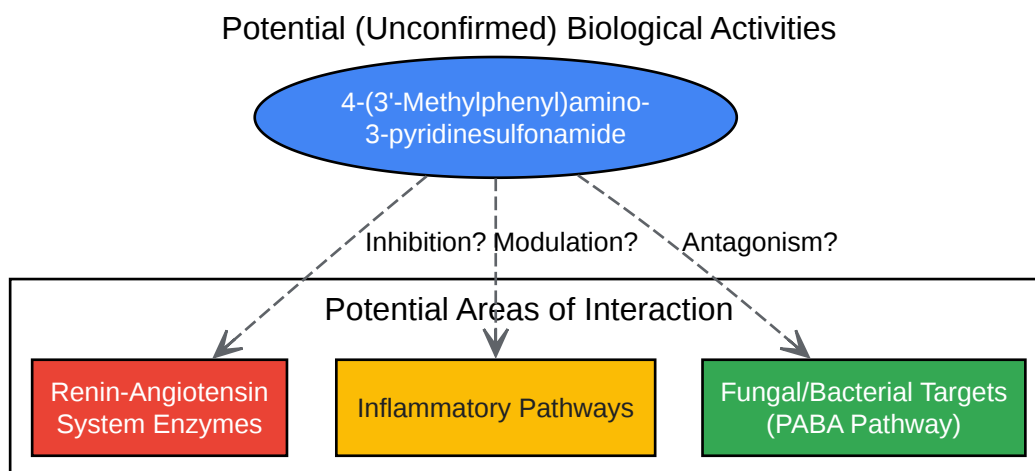 Potential (Unconfirmed) Biological Activities
4-(3'-Methylphenyl)amino-
3-pyridinesulfonamide
Inhibition? Modulation? Antagonism?
Potential Areas of Interaction
Renin-Angiotensin
System Enzymes
Inflammatory Pathways
Fungal/Bacterial Targets
(PABA Pathway)